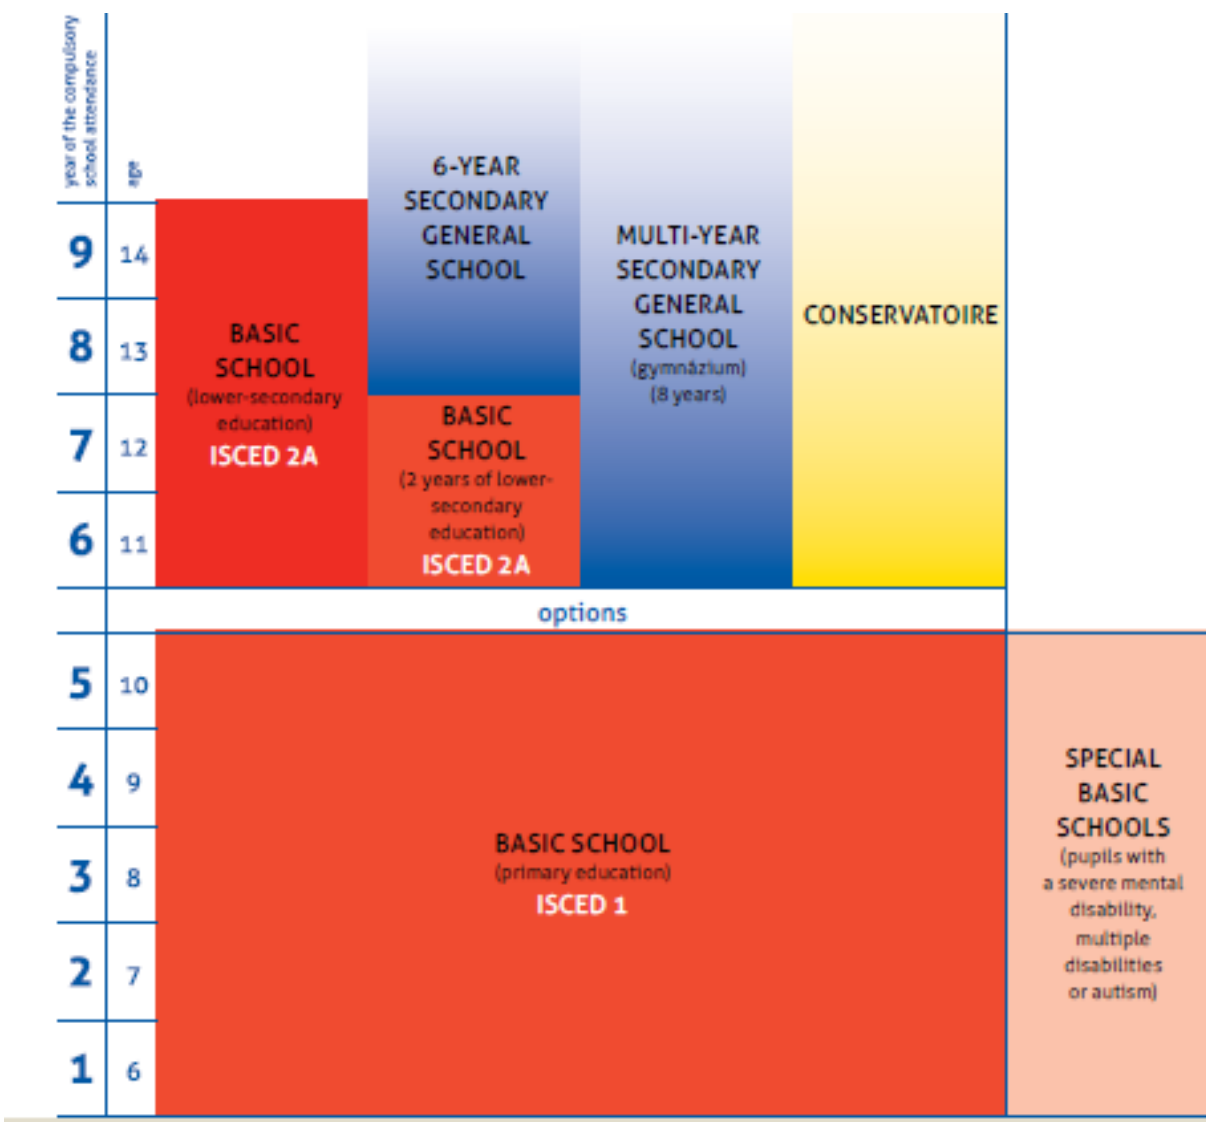 year of the compulsory
school attendance
age
9
14
8
13
7
12
6
11
BASIC
SCHOOL
(lower-secondary
education)
ISCED 2A
6-YEAR
SECONDARY
GENERAL
SCHOOL
BASIC
SCHOOL
(2 years of lower-
secondary
education)
ISCED 2A
MULTI-YEAR
SECONDARY
GENERAL
SCHOOL
(gymnázium)
(8 years)
CONSERVATOIRE
options
5
10
4
9
3
8
2
7
1
6
BASIC SCHOOL
(primary education)
ISCED 1
SPECIAL
BASIC
SCHOOLS
(pupils with
a severe mental
disability,
multiple
disabilities
or autism)